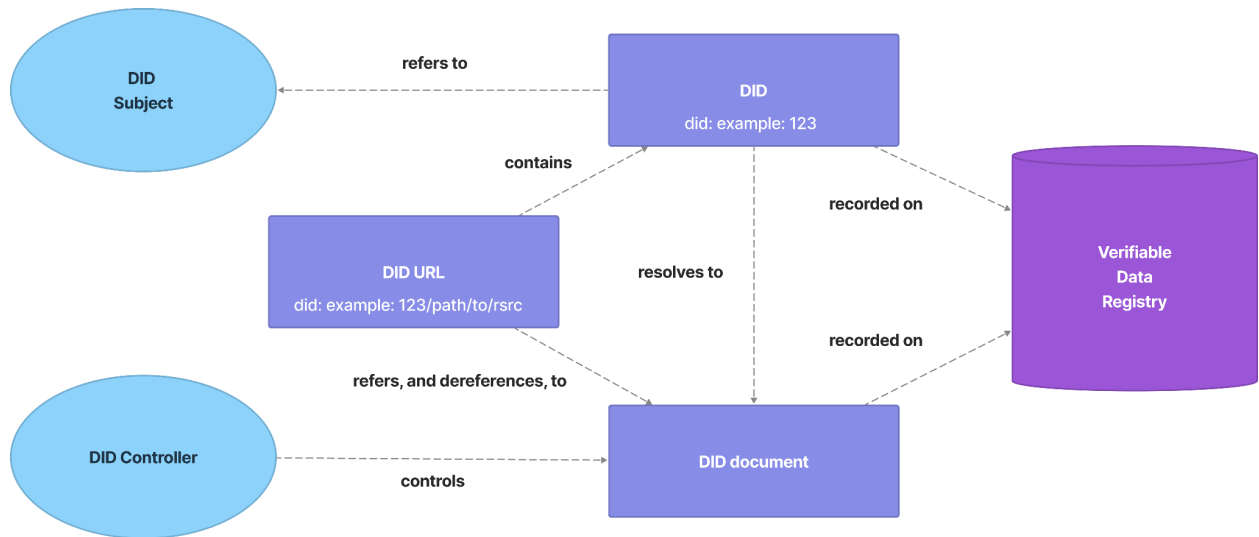 DID
Subject
refers to
DID
did: example: 123
contains
recorded on
DID URL
did: example: 123/path/to/rsrc
resolves to
Verifiable
Data
Registry
recorded on
refers, and dereferences, to
DID Controller
controls
DID document